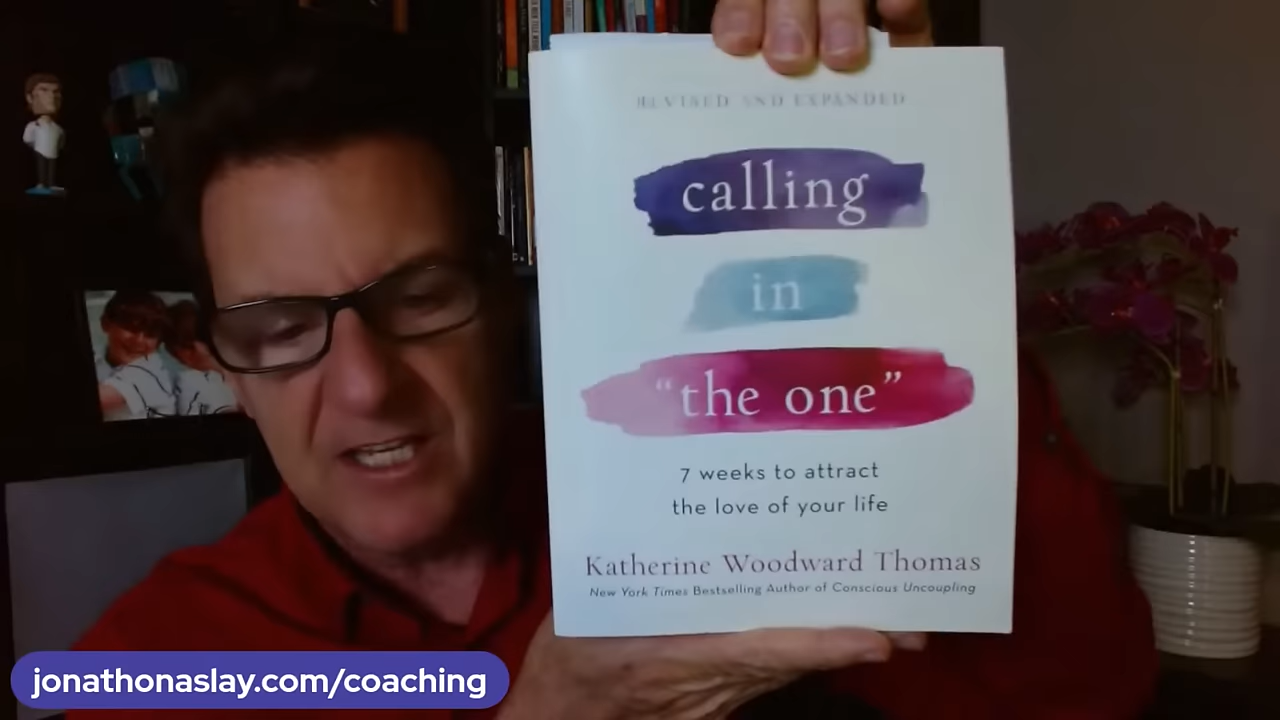 REVISED AND EXPANDED
calling
in
“the one”
7 weeks to attract
the love of your life
Katherine Woodward Thomas
New York Times Bestselling Author of Conscious Uncoupling
jonathonaslay.com/coaching